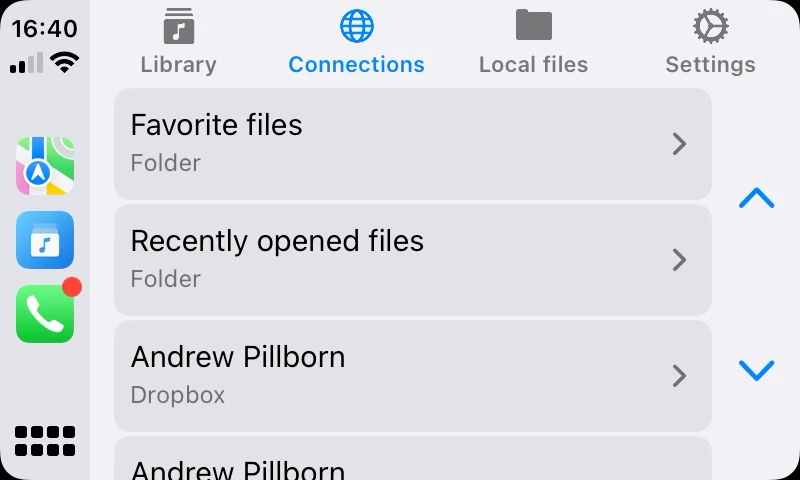 16:40
Library
Connections
Local files
Settings
Favorite files
Folder
Recently opened files
Folder
Andrew Pillborn
Dropbox
Andrew Pillborn